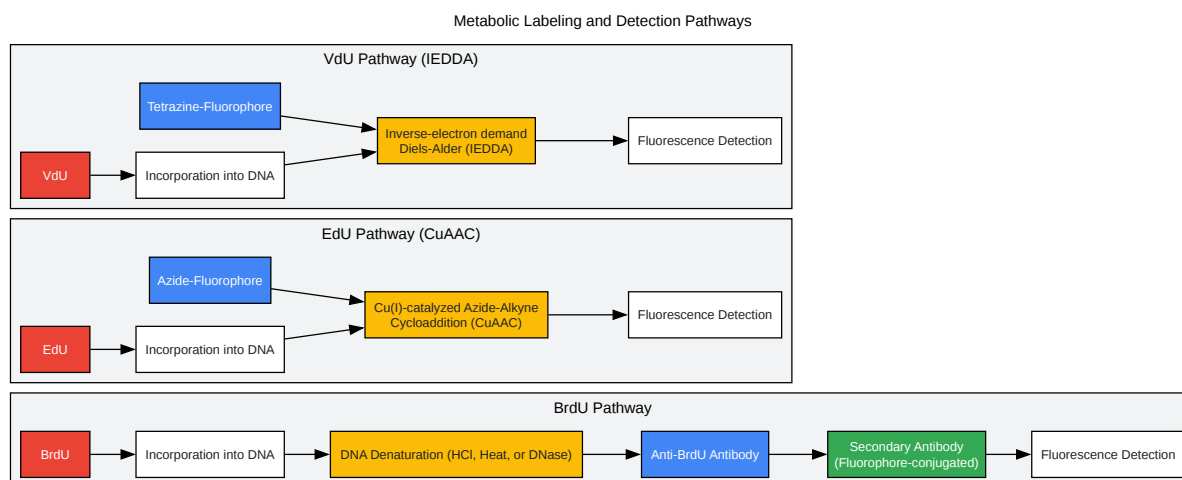 Metabolic Labeling and Detection Pathways
VdU Pathway (IEDDA)
Tetrazine-Fluorophore
Inverse-electron demand
Diels-Alder (IEDDA)
Fluorescence Detection
VdU
Incorporation into DNA
EdU Pathway (CuAAC)
Azide-Fluorophore
Cu(I)-catalyzed Azide-Alkyne
Cycloaddition (CuAAC)
Fluorescence Detection
EdU
Incorporation into DNA
BrdU Pathway
BrdU
Incorporation into DNA
DNA Denaturation (HCl, Heat, or DNase)
Anti-BrdU Antibody
Secondary Antibody
(Fluorophore-conjugated)
Fluorescence Detection